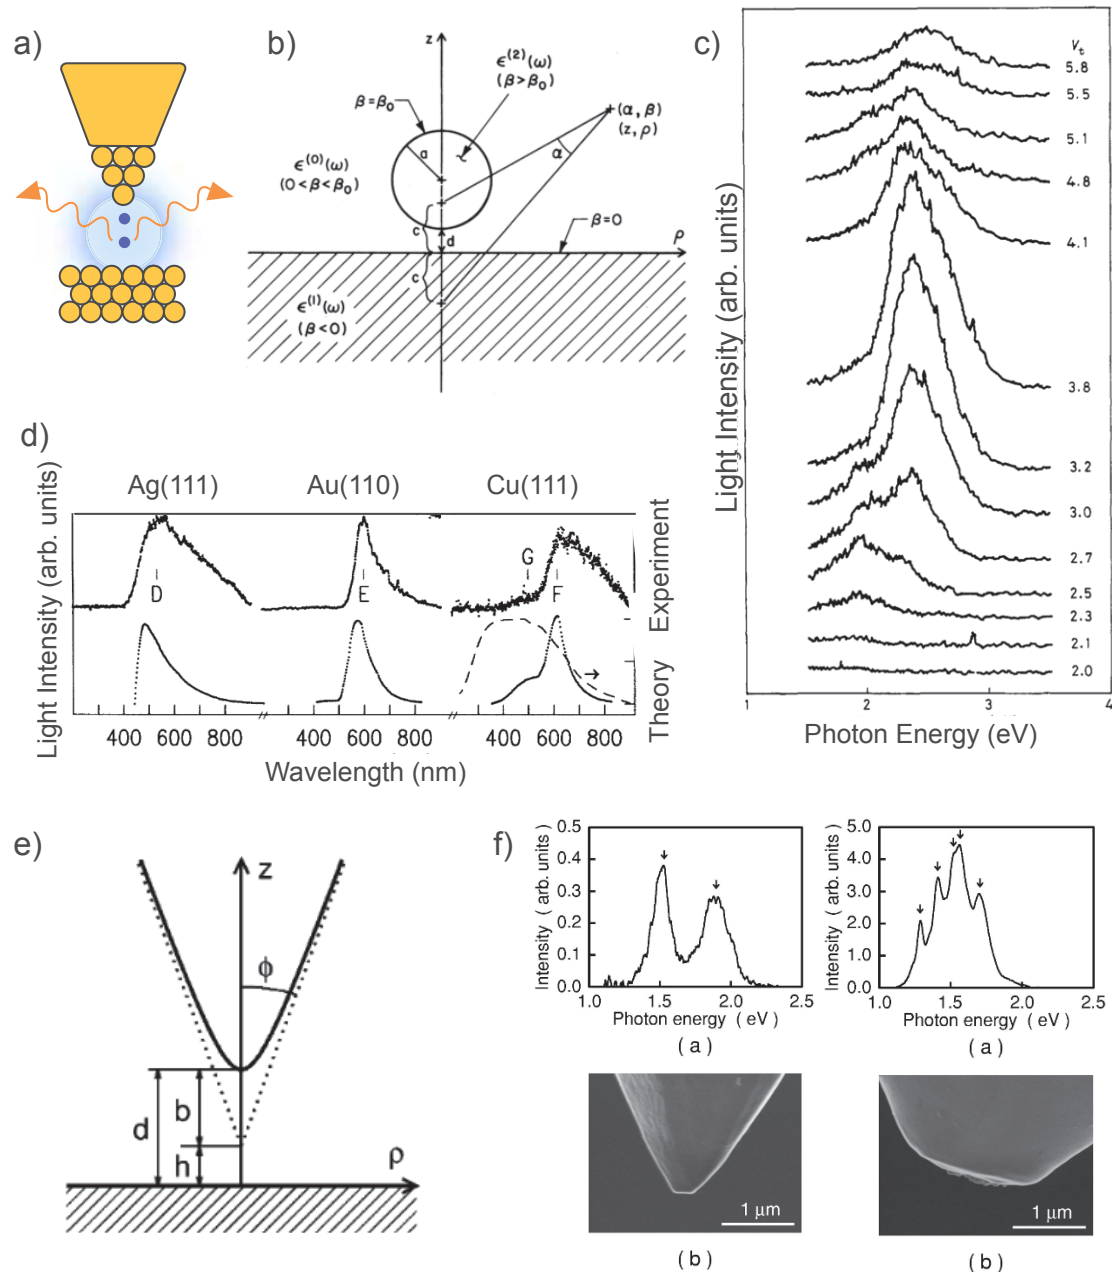 a)
b)
z
ϵ(2)(ω)
(β>β₀)
β=β₀
a
(α, β)
(z, ρ)
α
ϵ(0)(ω)
(0<β<β₀)
c
d
β=0
ρ
c
ϵ(1)(ω)
(β<0)
c)
Light Intensity (arb. units)
Vt
5.8
5.5
5.1
4.8
4.1
3.8
3.2
3.0
2.7
2.5
2.3
2.1
2.0
1 2 3 4
Photon Energy (eV)
d)
Light Intensity (arb. units)
Ag(111) Au(110) Cu(111)
D
E
G
F
Theory Experiment
400 600 800 400 600 800 400 600 800
Wavelength (nm)
e)
z
ϕ
b
d
h
ρ
f)
Intensity ( arb. units )
0.5
0.4
0.3
0.2
0.1
0.0
1.0 1.5 2.0 2.5
Photon energy ( eV )
( a )
1 μm
( b )
Intensity ( arb. units )
5.0
4.0
3.0
2.0
1.0
0.0
1.0 1.5 2.0 2.5
Photon energy ( eV )
( a )
1 μm
( b )